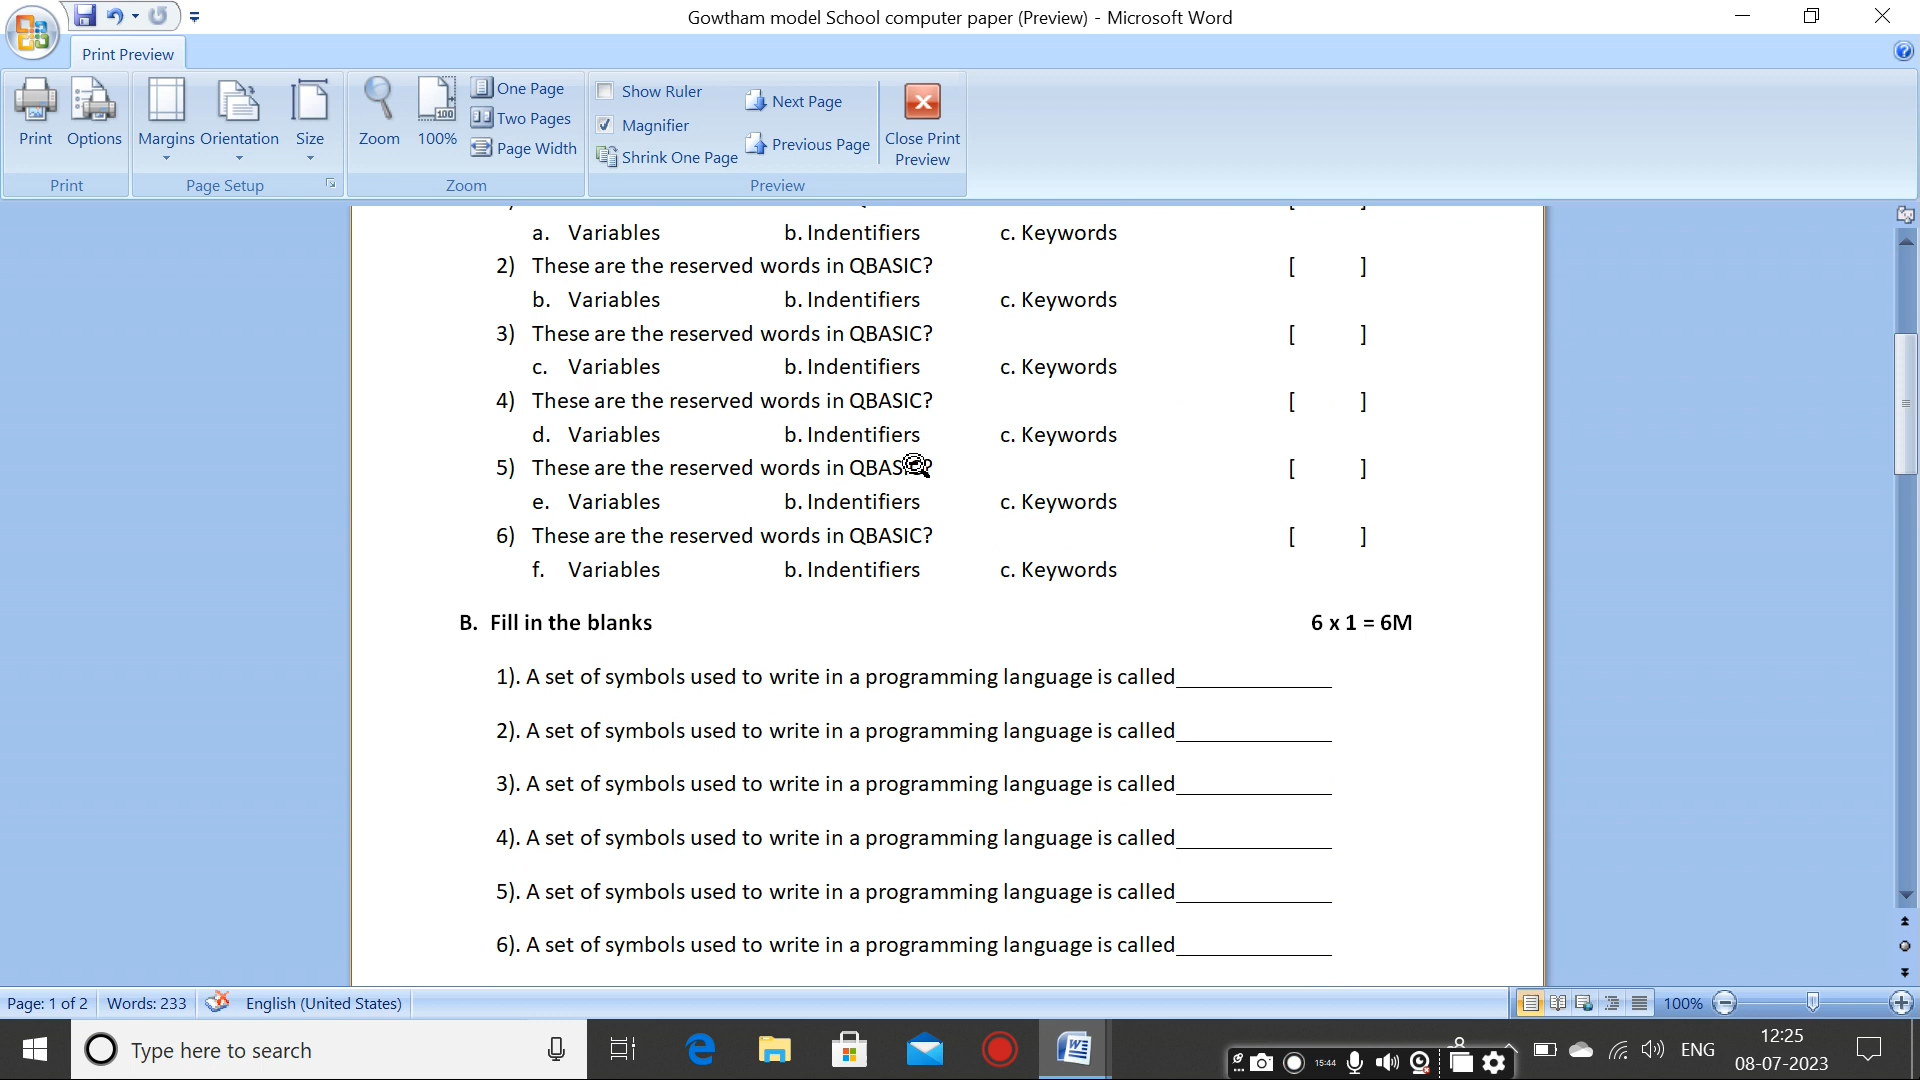 Gowtham model School computer paper (Preview) - Microsoft Word
Print Preview
Print
Options
Margins
Orientation
Size
Zoom
100%
One Page
Two Pages
Page Width
Show Ruler
Magnifier
Shrink One Page
Next Page
Previous Page
Close Print Preview
Print
Page Setup
Zoom
Preview
a. Variables b. Indentifiers c. Keywords
2) These are the reserved words in QBASIC? [ ]
b. Variables b. Indentifiers c. Keywords
3) These are the reserved words in QBASIC? [ ]
c. Variables b. Indentifiers c. Keywords
4) These are the reserved words in QBASIC? [ ]
d. Variables b. Indentifiers c. Keywords
5) These are the reserved words in QBASIC? [ ]
e. Variables b. Indentifiers c. Keywords
6) These are the reserved words in QBASIC? [ ]
f. Variables b. Indentifiers c. Keywords
B. Fill in the blanks 6 x 1 = 6M
1). A set of symbols used to write in a programming language is called_____________
2). A set of symbols used to write in a programming language is called_____________
3). A set of symbols used to write in a programming language is called_____________
4). A set of symbols used to write in a programming language is called_____________
5). A set of symbols used to write in a programming language is called_____________
6). A set of symbols used to write in a programming language is called_____________
Page: 1 of 2 Words: 233 English (United States) 100%
Type here to search
15:44
ENG
12:25
08-07-2023